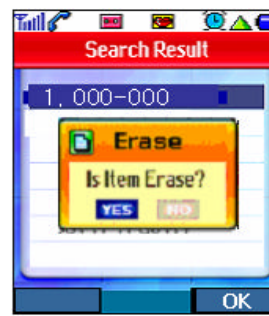 Search Result
1, 000-000
Erase
Is Item Erase?
YES NO
OK